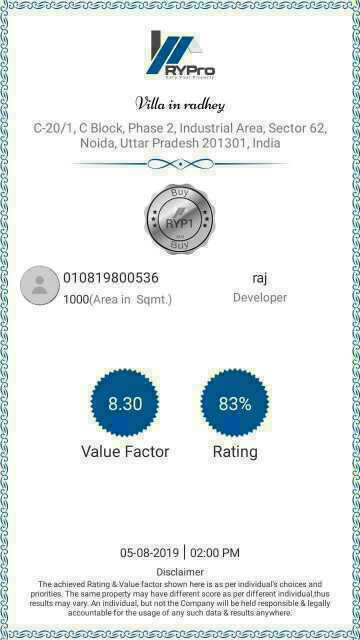 RYPro
Villa in radhey
C-20/1, C Block, Phase 2, Industrial Area, Sector 62,
Noida, Uttar Pradesh 201301, India
Buy
RYP1
Buy
010819800536
raj
1000(Area in Sqmt.)
Developer
8.30
83%
Value Factor
Rating
05-08-2019 | 02:00 PM
Disclaimer
The achieved Rating & Value factor shown here is as per individual's choices and
priorities. The same property may have different score as per different individual,thus
results may vary. An individual, but not the Company will be held responsible & legally
accountable for the usage of any such data & results anywhere.